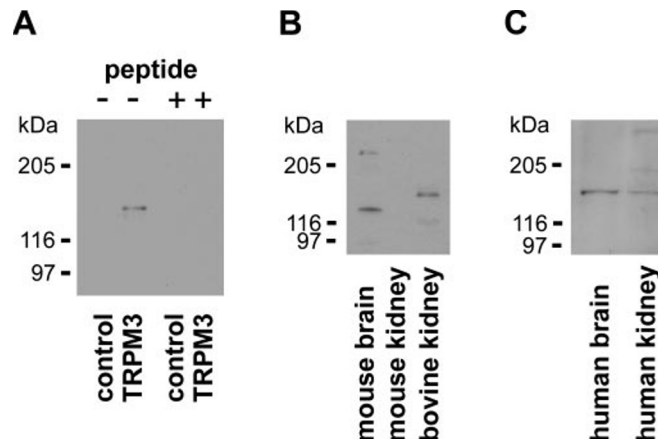 A
peptide
- - + +
kDa
205
116
97
control
TRPM3
control
TRPM3
B
kDa
205
116
97
mouse brain
mouse kidney
bovine kidney
C
kDa
205
116
97
human brain
human kidney